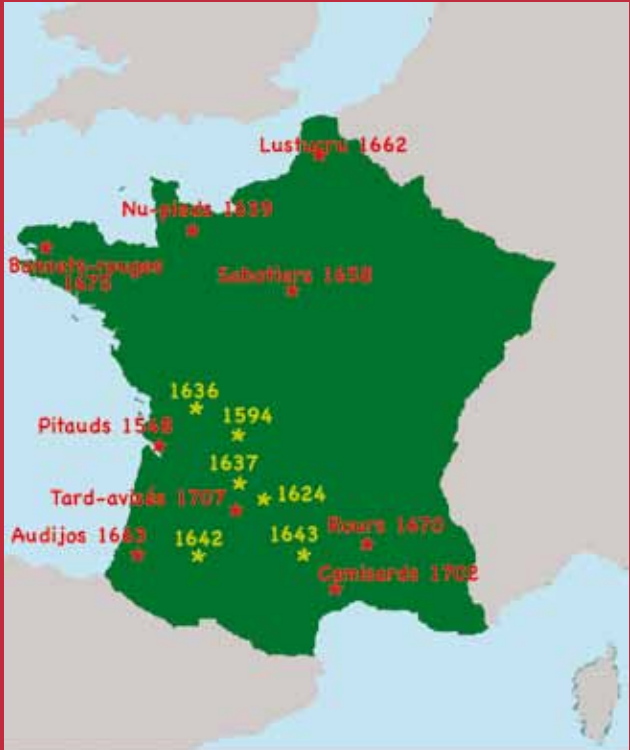 Lustucru 1662
Nu-pieds 1639
Bonnets-rouges
1675
Sabotiers 1658
1636
1594
Pitauds 1548
1637
1624
Tard-avisés 1707
Roure 1670
Audijos 1663
1642
1643
Camisards 1702